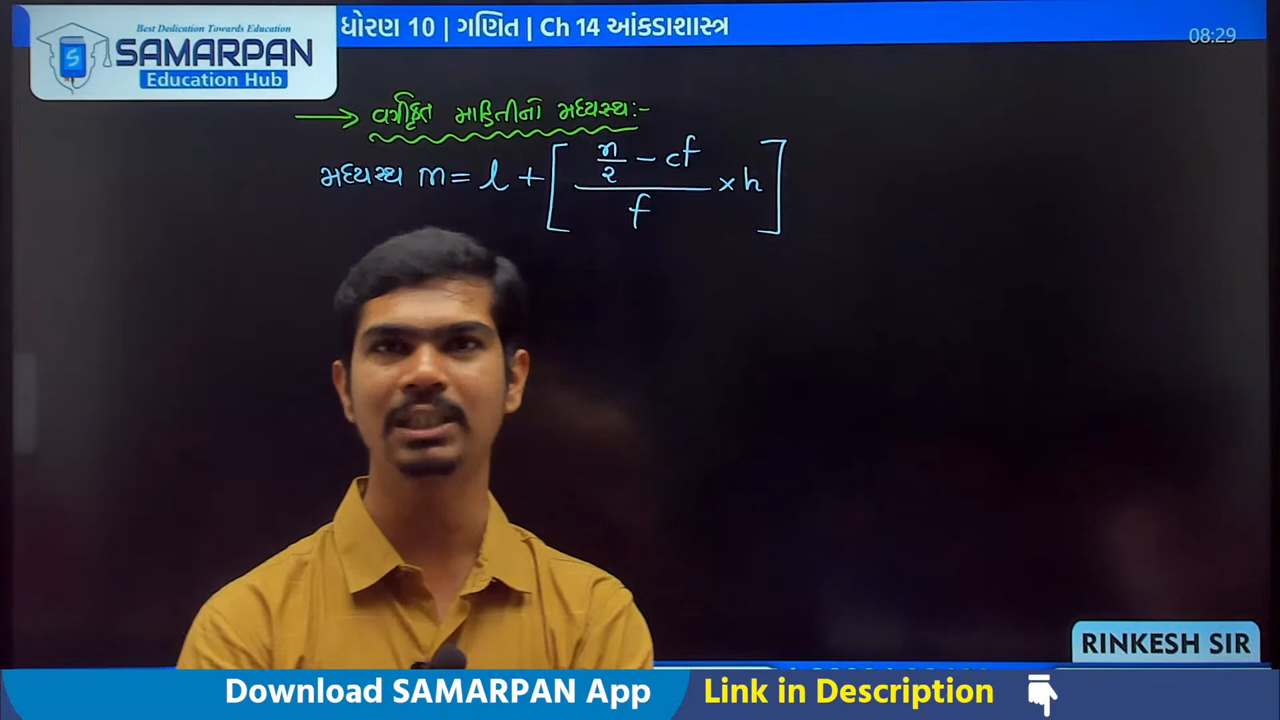 Best Dedication Towards Education
SAMARPAN
Education Hub
ધોરણ 10 | ગણિત | Ch 14 આંકડાશાસ્ત્ર
08:29
→ વર્ગીકૃત માહિતીનો મધ્યસ્થ:-
મધ્યસ્થ m = l + [ (n/2 - cf)/f × h ]
RINKESH SIR
Download SAMARPAN App
Link in Description